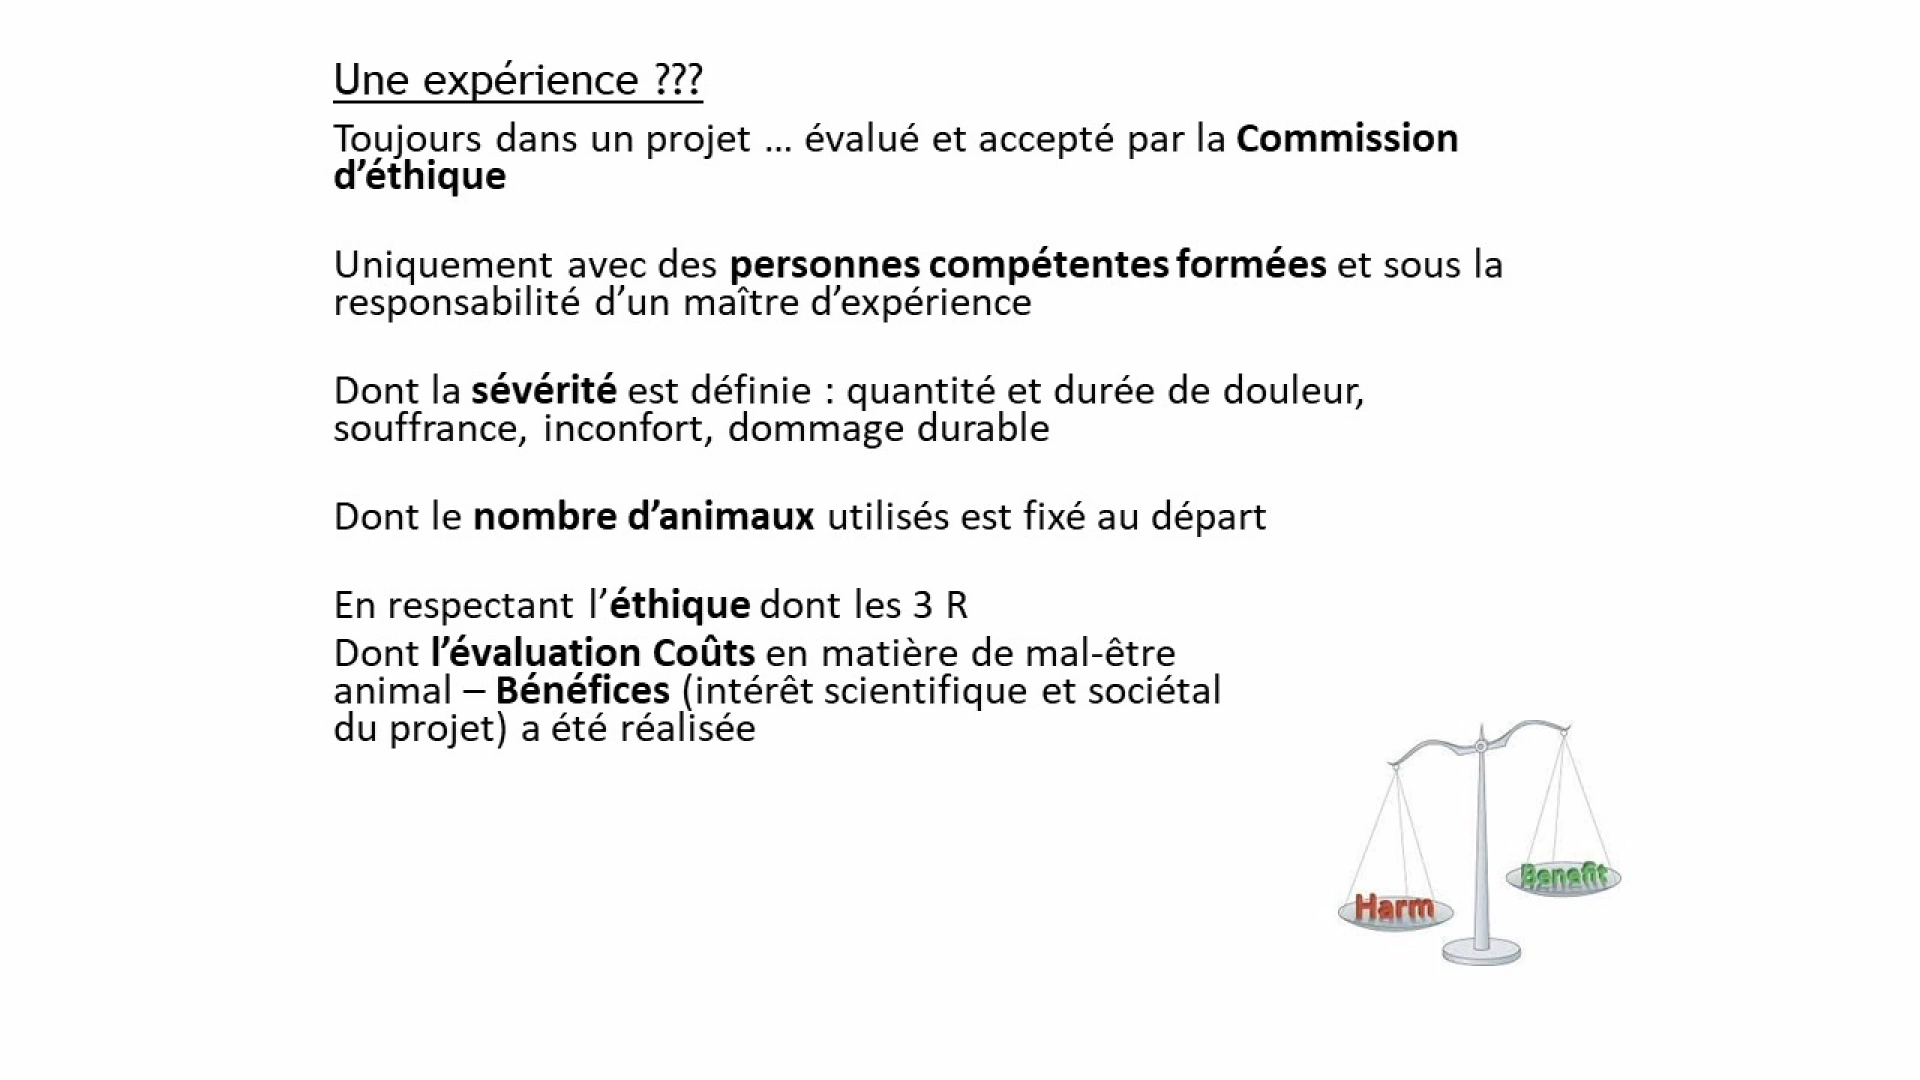 Une expérience ???
Toujours dans un projet … évalué et accepté par la Commission
d’éthique
Uniquement avec des personnes compétentes formées et sous la
responsabilité d’un maître d’expérience
Dont la sévérité est définie : quantité et durée de douleur,
souffrance, inconfort, dommage durable
Dont le nombre d’animaux utilisés est fixé au départ
En respectant l’éthique dont les 3 R
Dont l’évaluation Coûts en matière de mal-être
animal – Bénéfices (intérêt scientifique et sociétal
du projet) a été réalisée
Benefit
Harm